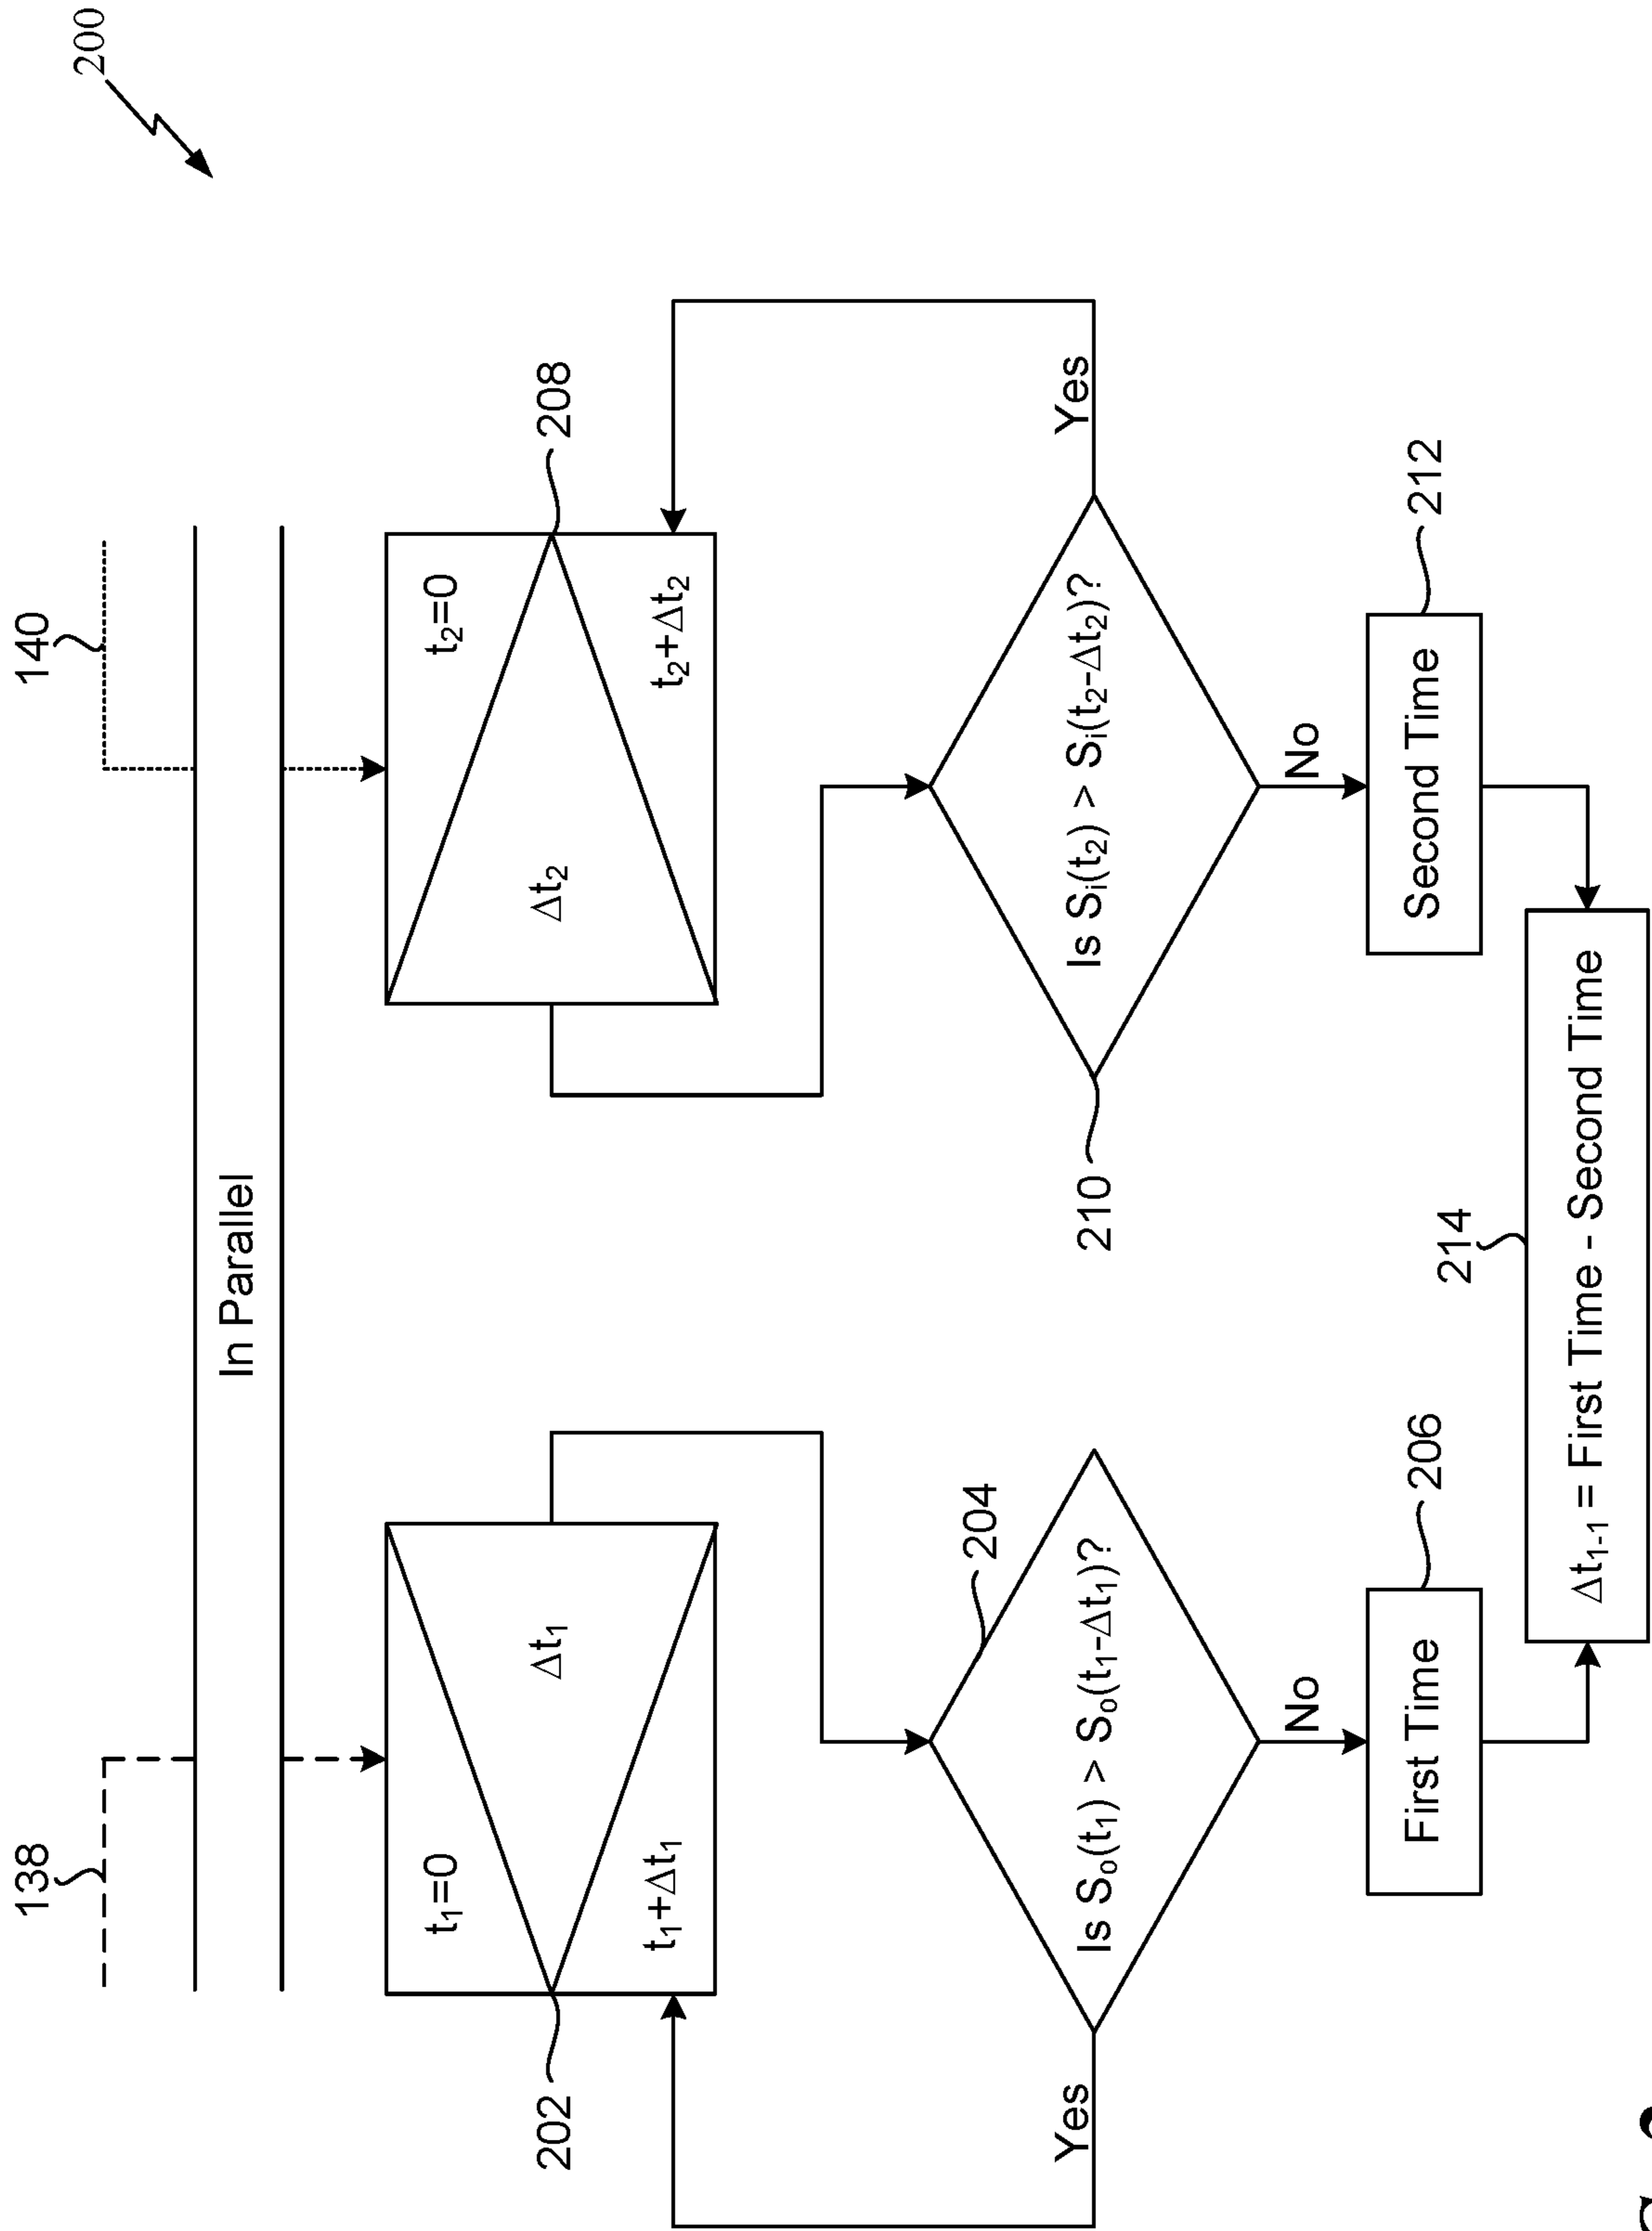 200
138
140
In Parallel
t₁=0
Δt₁
t₁+Δt₁
202
t₂=0
Δt₂
t₂+Δt₂
208
204
Is Sₒ(t₁) > Sₒ(t₁-Δt₁)?
Yes
No
210
Is Sᵢ(t₂) > Sᵢ(t₂-Δt₂)?
Yes
No
First Time
206
Second Time
212
214
Δt₁₋₁ = First Time - Second Time